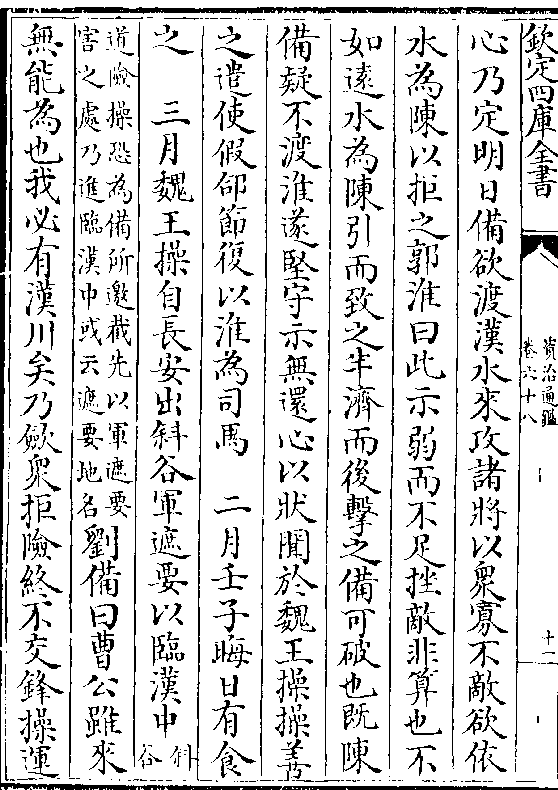 欽定四庫全書
資治通鑑
卷六十八
十一
心乃定明日備欲渡漢水來攻諸將以衆寡不敵欲依
水為陳以拒之郭淮曰此示弱而不足挫敵非算也不
如遠水為陳引而致之半濟而後擊之備可破也既陳
備疑不渡淮遂堅守示無還心以狀聞於魏王操操善
之遣使假郃節復以淮為司馬　二月壬子晦日有食
之　三月魏王操自長安出斜谷軍遮要以臨漢中斜谷
道險操恐為備所邀截先以軍遮要
害之處乃進臨漢中或云遮要地名劉備曰曹公雖來
無能為也我必有漢川矣乃歛衆拒險終不交鋒操運